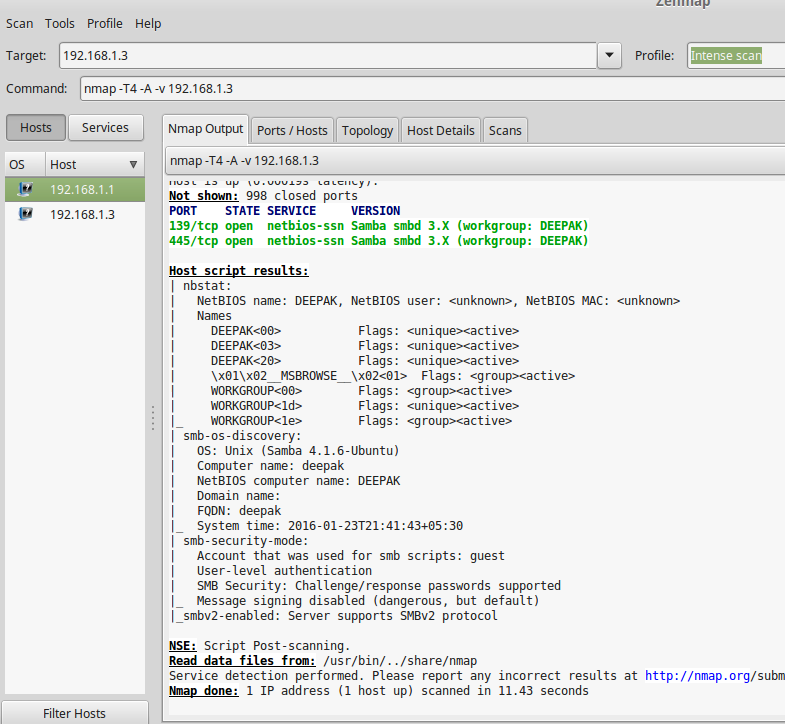 Zenmap
Scan Tools Profile Help
Target: 192.168.1.3 Profile: Intense scan
Command: nmap -T4 -A -v 192.168.1.3
Hosts Services
OS Host
192.168.1.1
192.168.1.3
Filter Hosts
Nmap Output Ports / Hosts Topology Host Details Scans
nmap -T4 -A -v 192.168.1.3
Host is up (0.00019s latency).
Not shown: 998 closed ports
PORT    STATE SERVICE     VERSION
139/tcp open  netbios-ssn Samba smbd 3.X (workgroup: DEEPAK)
445/tcp open  netbios-ssn Samba smbd 3.X (workgroup: DEEPAK)
Host script results:
| nbstat:
|   NetBIOS name: DEEPAK, NetBIOS user: <unknown>, NetBIOS MAC: <unknown>
|   Names
|     DEEPAK<00>           Flags: <unique><active>
|     DEEPAK<03>           Flags: <unique><active>
|     DEEPAK<20>           Flags: <unique><active>
|     \x01\x02__MSBROWSE__\x02<01>  Flags: <group><active>
|     WORKGROUP<00>        Flags: <group><active>
|     WORKGROUP<1d>        Flags: <unique><active>
|_    WORKGROUP<1e>        Flags: <group><active>
| smb-os-discovery:
|   OS: Unix (Samba 4.1.6-Ubuntu)
|   Computer name: deepak
|   NetBIOS computer name: DEEPAK
|   Domain name:
|   FQDN: deepak
|_  System time: 2016-01-23T21:41:43+05:30
| smb-security-mode:
|   Account that was used for smb scripts: guest
|   User-level authentication
|   SMB Security: Challenge/response passwords supported
|_  Message signing disabled (dangerous, but default)
|_smbv2-enabled: Server supports SMBv2 protocol
NSE: Script Post-scanning.
Read data files from: /usr/bin/../share/nmap
Service detection performed. Please report any incorrect results at http://nmap.org/subm
Nmap done: 1 IP address (1 host up) scanned in 11.43 seconds